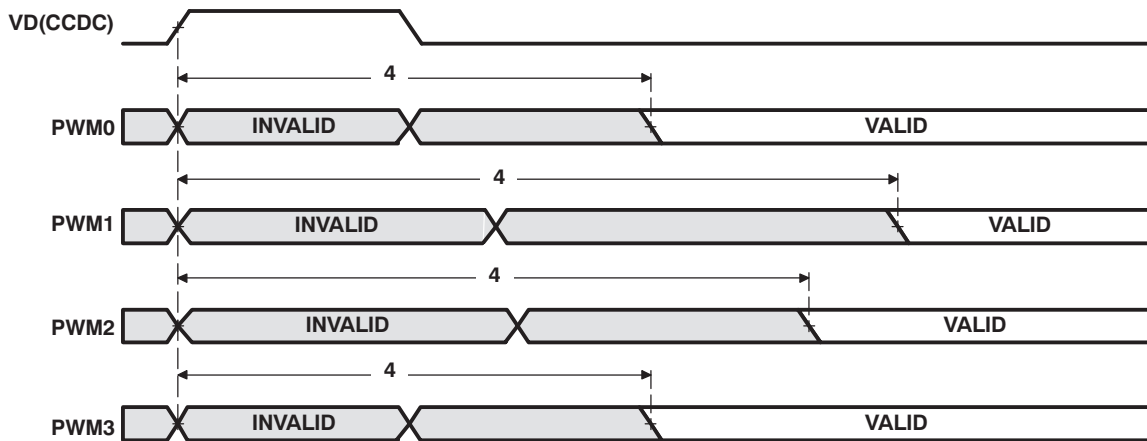 VD(CCDC)
4
PWM0 INVALID VALID
4
PWM1 INVALID VALID
4
PWM2 INVALID VALID
4
PWM3 INVALID VALID